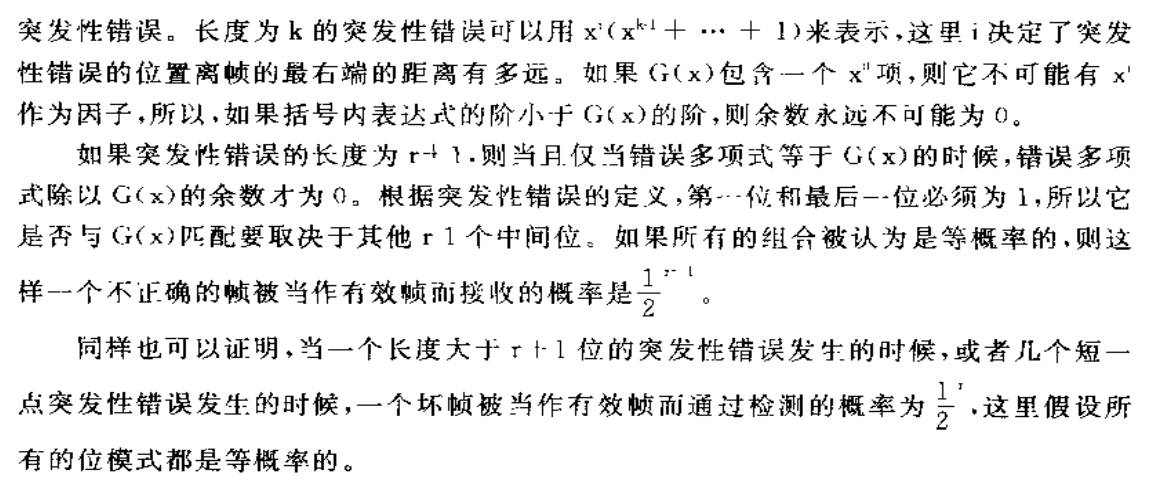 突发性错误。长度为 k 的突发性错误可以用 xⁱ(xᵏ⁻¹ + ⋯ + 1)来表示,这里 i 决定了突发
性错误的位置离帧的最右端的距离有多远。如果 G(x)包含一个 x⁰项,则它不可能有 xⁱ
作为因子,所以,如果括号内表达式的阶小于 G(x)的阶,则余数永远不可能为 0。
如果突发性错误的长度为 r+1,则当且仅当错误多项式等于 G(x)的时候,错误多项
式除以 G(x)的余数才为 0。根据突发性错误的定义,第一位和最后一位必须为 1,所以它
是否与 G(x)匹配要取决于其他 r-1 个中间位。如果所有的组合被认为是等概率的,则这
样一个不正确的帧被当作有效帧而接收的概率是 1/2ʳ⁻¹。
同样也可以证明,当一个长度大于 r+1 位的突发性错误发生的时候,或者几个短一
点突发性错误发生的时候,一个坏帧被当作有效帧而通过检测的概率为 1/2ʳ,这里假设所
有的位模式都是等概率的。